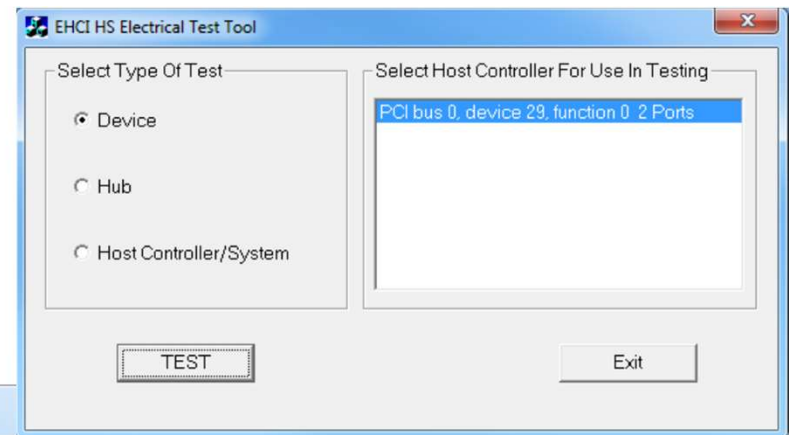 EHCI HS Electrical Test Tool
Select Type Of Test
Device
Hub
Host Controller/System
Select Host Controller For Use In Testing
PCI bus 0, device 29, function 0 2 Ports
TEST
Exit